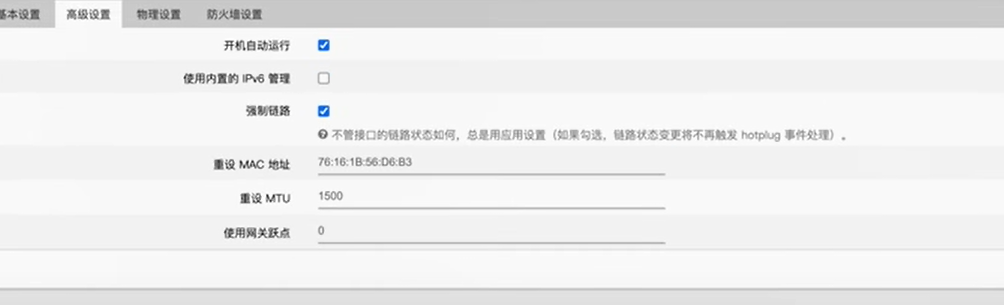 基本设置 高级设置 物理设置 防火墙设置
开机自动运行
使用内置的 IPv6 管理
强制链路
不管接口的链路状态如何，总是用应用设置（如果勾选，链路状态变更将不再触发 hotplug 事件处理）。
重设 MAC 地址 76:16:1B:56:D6:B3
重设 MTU 1500
使用网关跃点 0